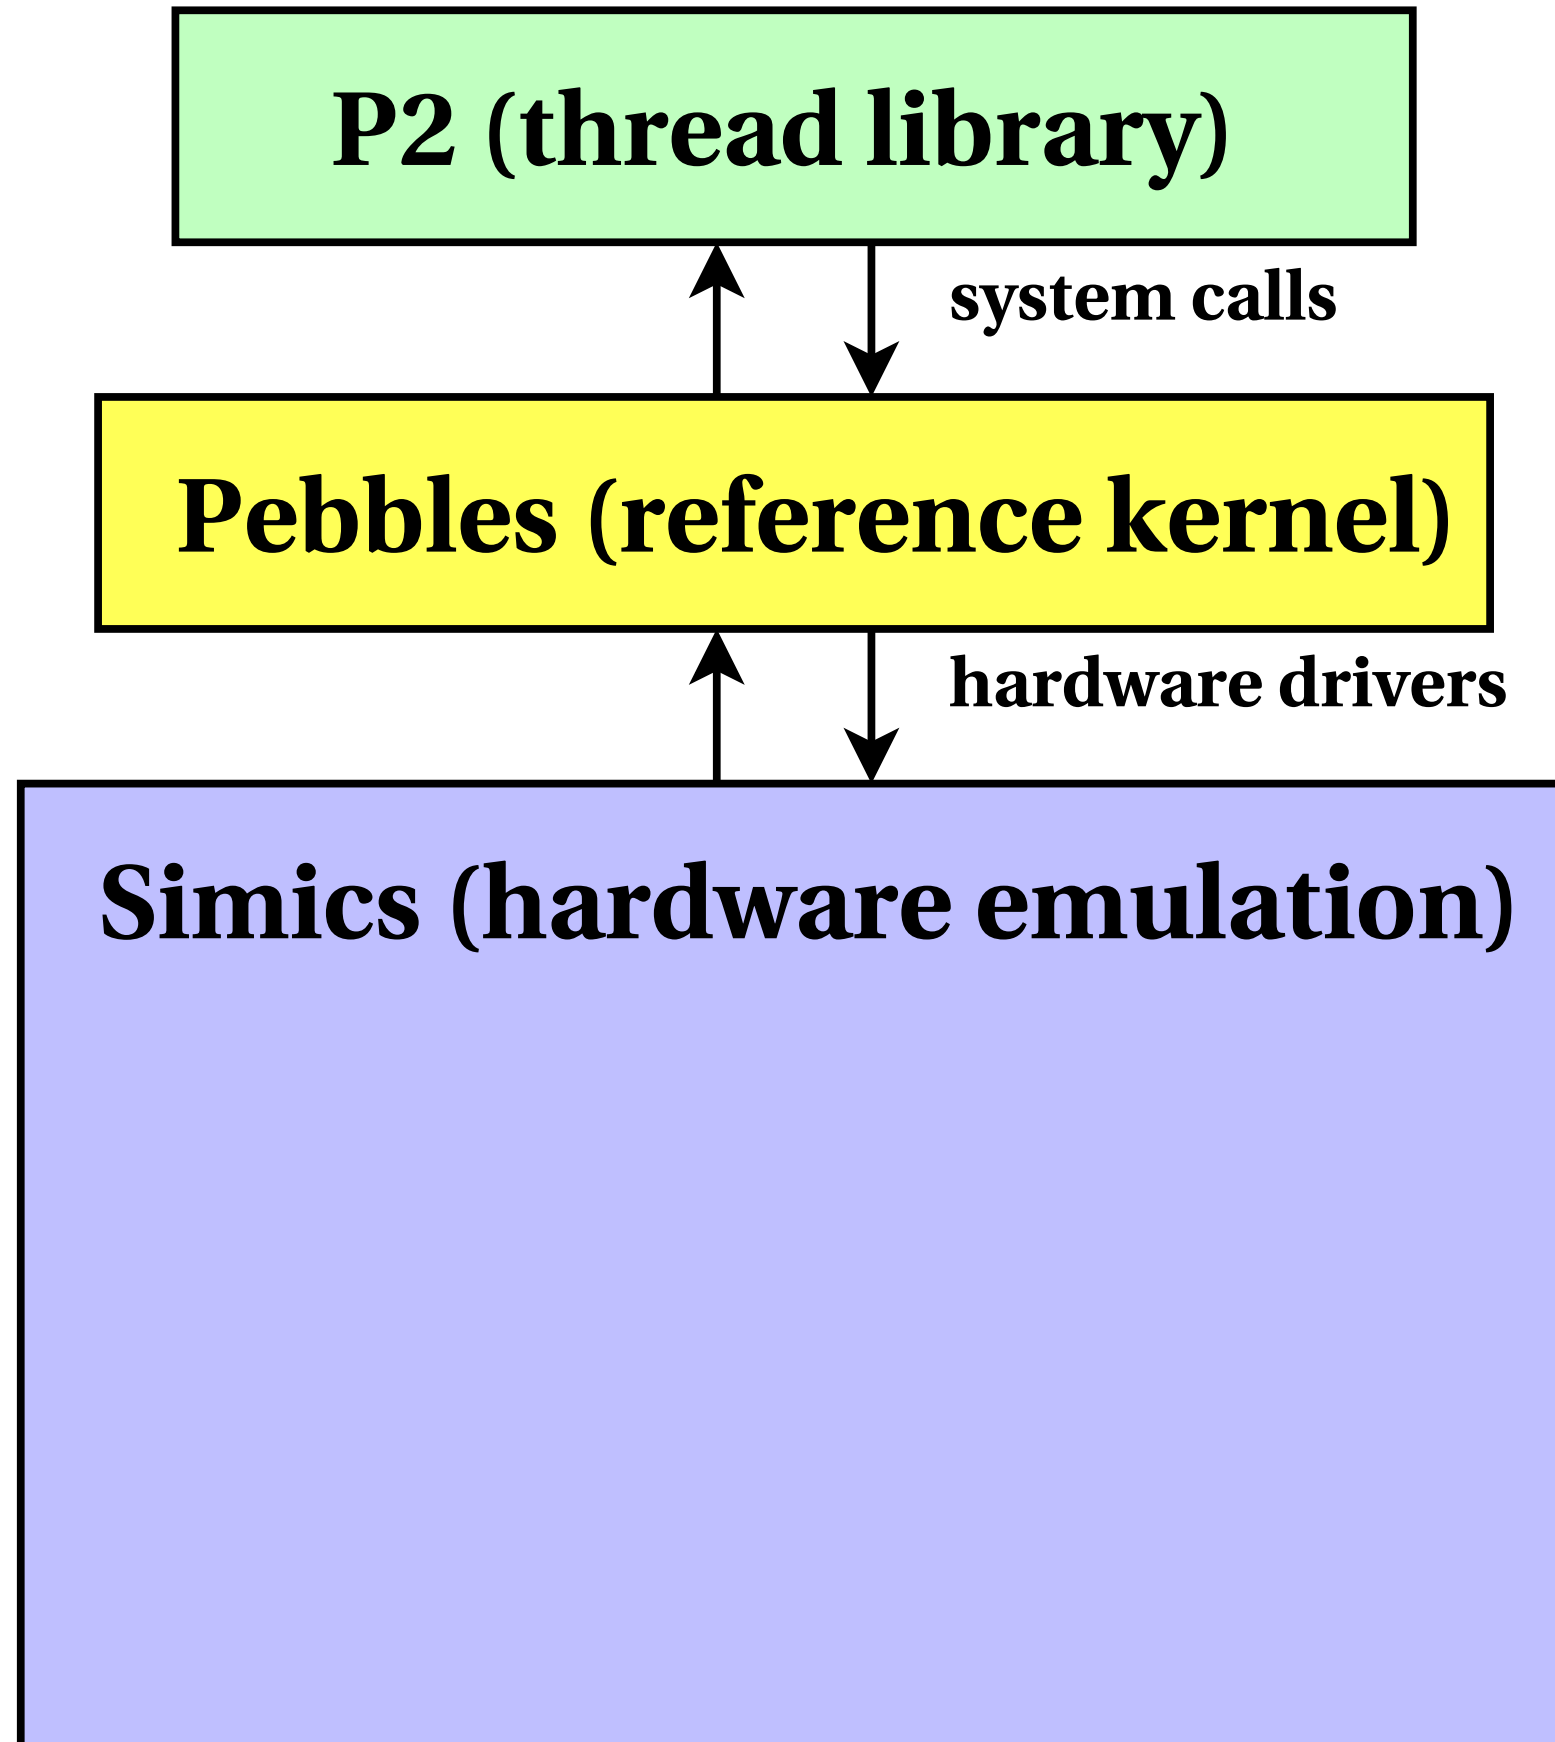 P2 (thread library)
system calls
Pebbles (reference kernel)
hardware drivers
Simics (hardware emulation)